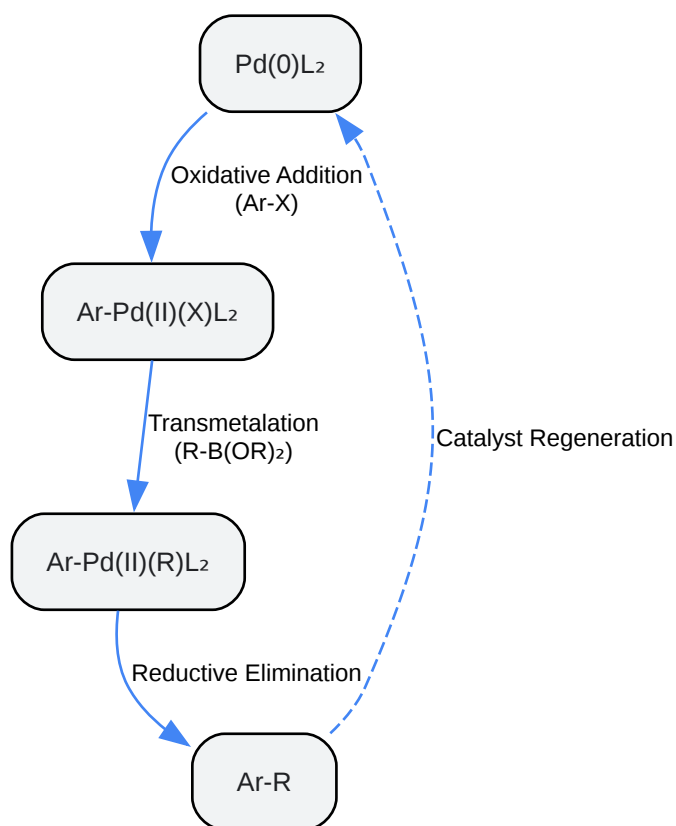 Pd(0)L₂
Oxidative Addition
(Ar-X)
Ar-Pd(II)(X)L₂
Transmetalation
(R-B(OR)₂)
Catalyst Regeneration
Ar-Pd(II)(R)L₂
Reductive Elimination
Ar-R